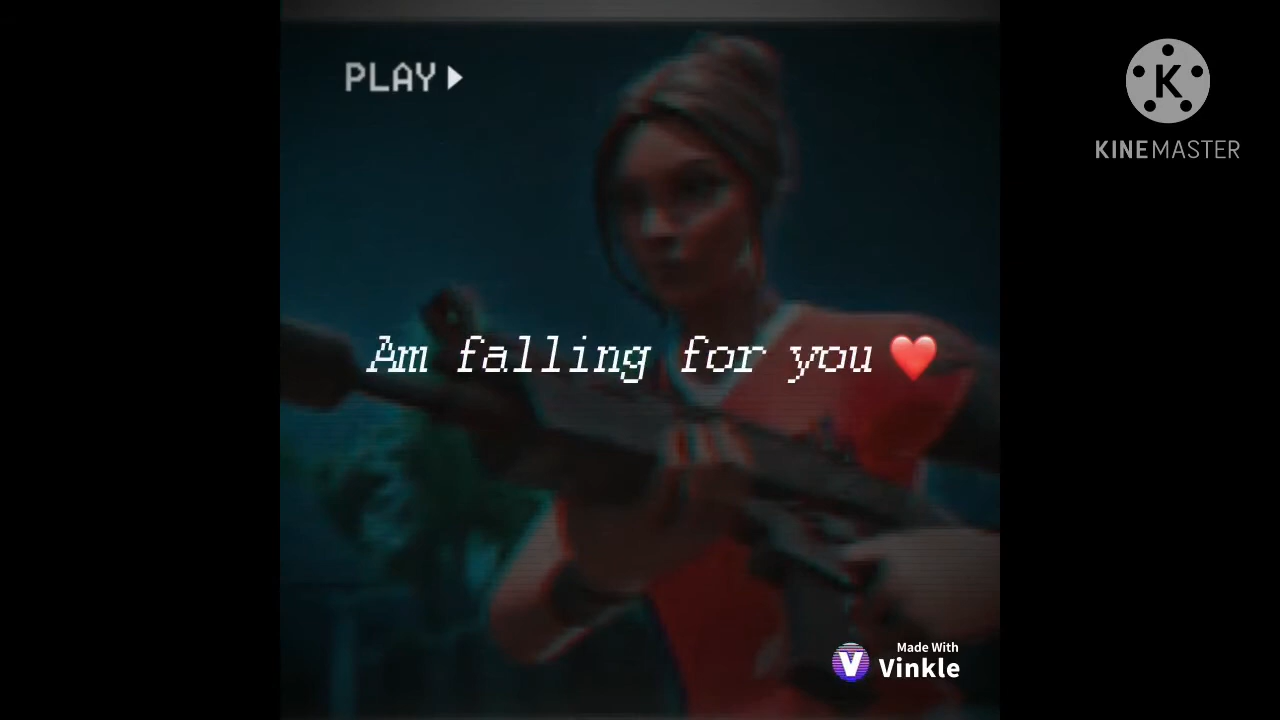 PLAY
K
KINEMASTER
Am falling for you ❤️
Made With
V Vinkle